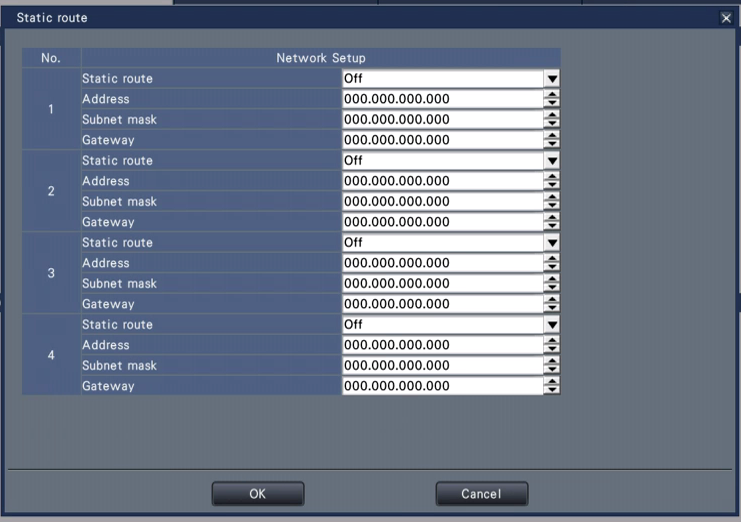 Static route
No. Network Setup
1
Static route Off
Address 000.000.000.000
Subnet mask 000.000.000.000
Gateway 000.000.000.000
2
Static route Off
Address 000.000.000.000
Subnet mask 000.000.000.000
Gateway 000.000.000.000
3
Static route Off
Address 000.000.000.000
Subnet mask 000.000.000.000
Gateway 000.000.000.000
4
Static route Off
Address 000.000.000.000
Subnet mask 000.000.000.000
Gateway 000.000.000.000
OK Cancel